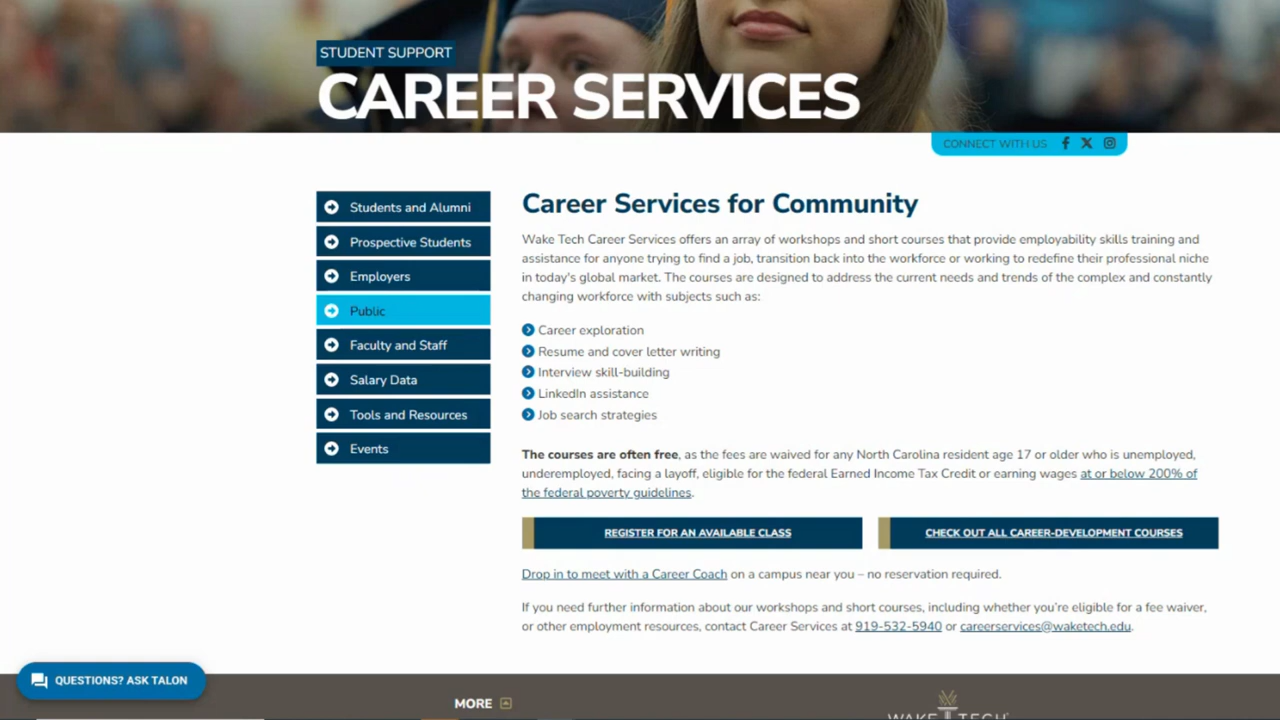 STUDENT SUPPORT
CAREER SERVICES
CONNECT WITH US
Students and Alumni
Prospective Students
Employers
Public
Faculty and Staff
Salary Data
Tools and Resources
Events
Career Services for Community
Wake Tech Career Services offers an array of workshops and short courses that provide employability skills training and
assistance for anyone trying to find a job, transition back into the workforce or working to redefine their professional niche
in today's global market. The courses are designed to address the current needs and trends of the complex and constantly
changing workforce with subjects such as:
Career exploration
Resume and cover letter writing
Interview skill-building
LinkedIn assistance
Job search strategies
The courses are often free, as the fees are waived for any North Carolina resident age 17 or older who is unemployed,
underemployed, facing a layoff, eligible for the federal Earned Income Tax Credit or earning wages at or below 200% of
the federal poverty guidelines.
REGISTER FOR AN AVAILABLE CLASS
CHECK OUT ALL CAREER-DEVELOPMENT COURSES
Drop in to meet with a Career Coach on a campus near you – no reservation required.
If you need further information about our workshops and short courses, including whether you're eligible for a fee waiver,
or other employment resources, contact Career Services at 919-532-5940 or careerservices@waketech.edu.
QUESTIONS? ASK TALON
MORE
WAKE TECH